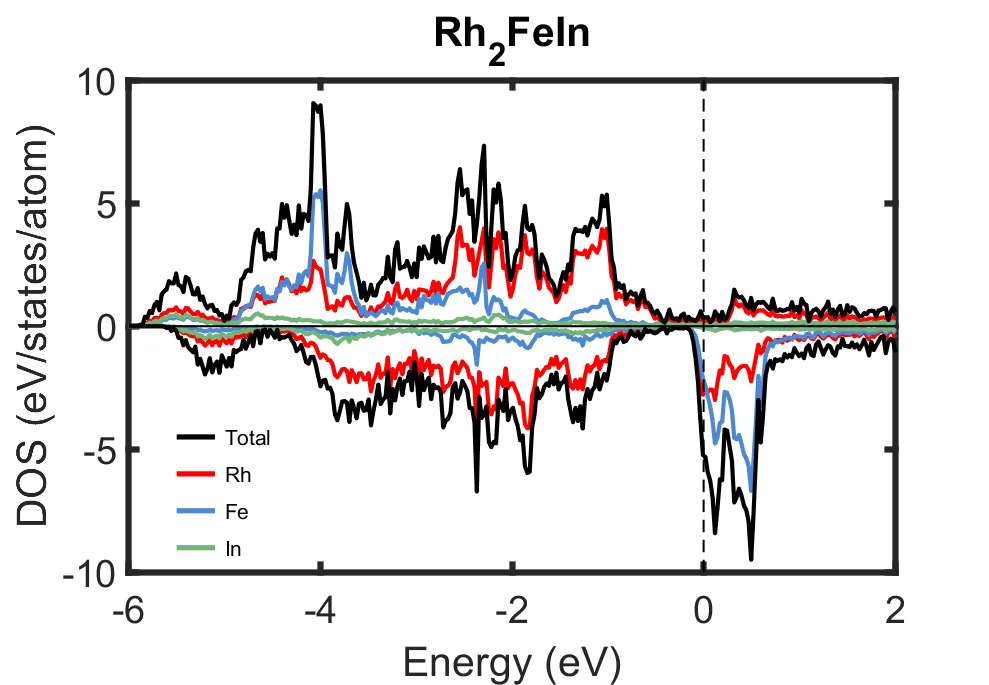 Rh₂FeIn
10
5
0
-5
-10
DOS (eV/states/atom)
Total
Rh
Fe
In
-6 -4 -2 0 2
Energy (eV)